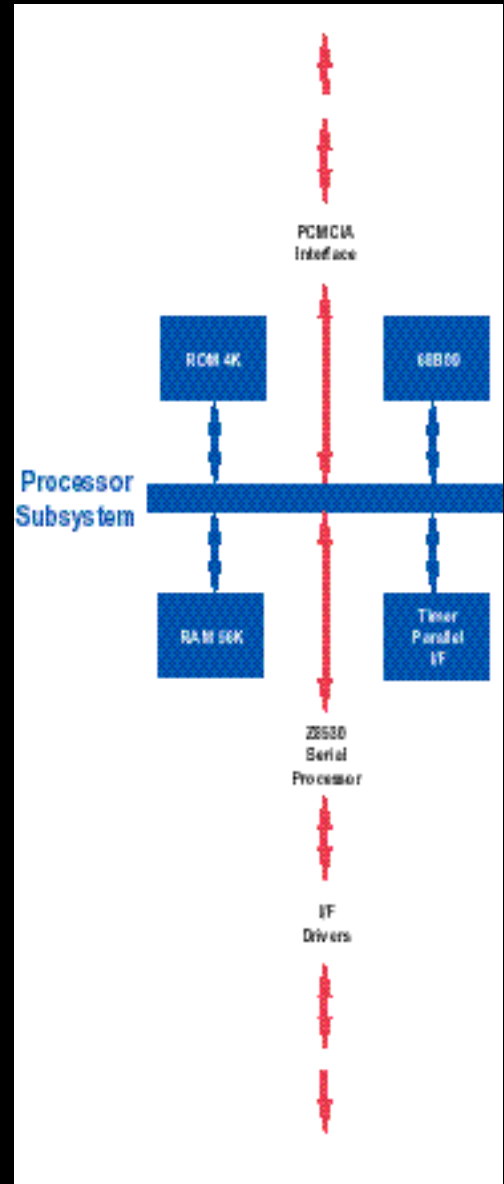 PCMCIA
Interface
ROM 4K
68B09
Processor
Subsystem
RAM 56K
Timer
Parallel
I/F
Z8530
Serial
Processor
I/F
Drivers